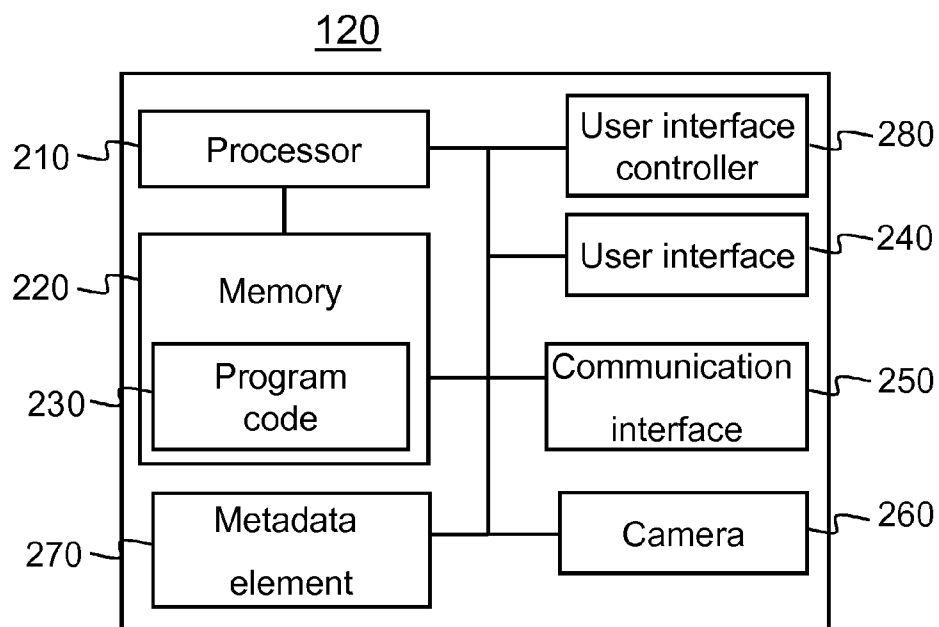 120
210
Processor
User interface
controller
280
User interface
240
220
Memory
230
Program
code
Communication
interface
250
270
Metadata
element
Camera
260